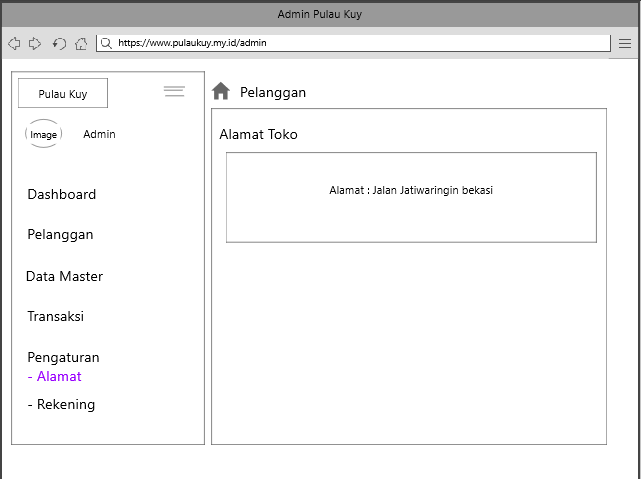 Admin Pulau Kuy
https://www.pulaukuy.my.id/admin
Pulau Kuy
Image
Admin
Dashboard
Pelanggan
Data Master
Transaksi
Pengaturan
- Alamat
- Rekening
Pelanggan
Alamat Toko
Alamat : Jalan Jatiwaringin bekasi